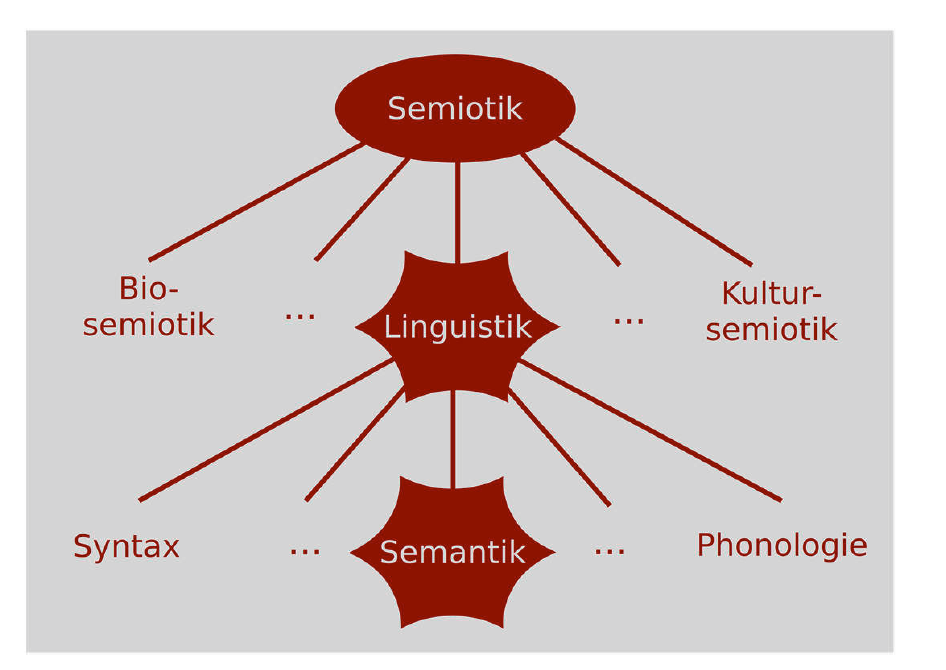 Semiotik
Bio-
semiotik
...
Linguistik
...
Kultur-
semiotik
Syntax
...
Semantik
...
Phonologie